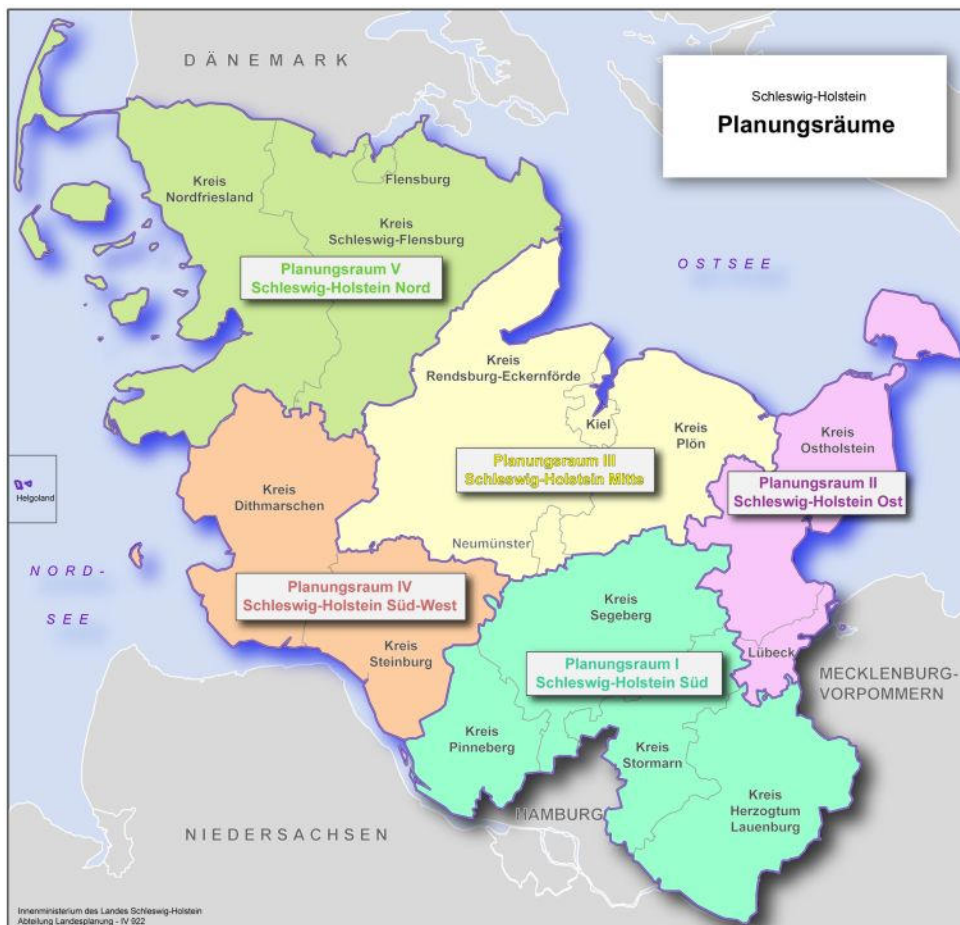 Schleswig-Holstein
Planungsräume
DÄNEMARK
Kreis
Nordfriesland
Flensburg
Kreis
Schleswig-Flensburg
Planungsraum V
Schleswig-Holstein Nord
OSTSEE
Kreis
Rendsburg-Eckernförde
Kiel
Kreis
Plön
Kreis
Ostholstein
Planungsraum III
Schleswig-Holstein Mitte
Planungsraum II
Schleswig-Holstein Ost
Helgoland
Kreis
Dithmarschen
Neumünster
NORD-
SEE
Planungsraum IV
Schleswig-Holstein Süd-West
Kreis
Segeberg
Kreis
Steinburg
Lübeck
Planungsraum I
Schleswig-Holstein Süd
MECKLENBURG-
VORPOMMERN
Kreis
Pinneberg
Kreis
Stormarn
Kreis
Herzogtum
Lauenburg
HAMBURG
NIEDERSACHSEN
Innenministerium des Landes Schleswig-Holstein
Abteilung Landesplanung - IV 922